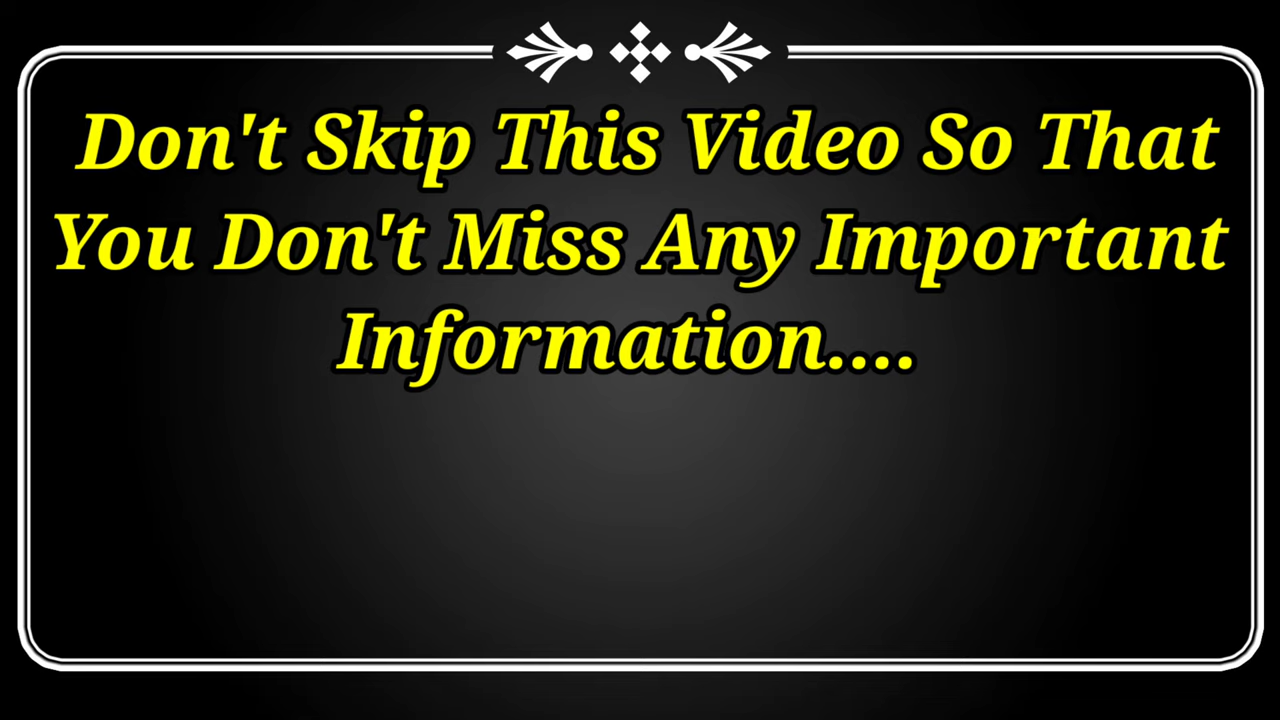 Don't Skip This Video So That
You Don't Miss Any Important
Information....